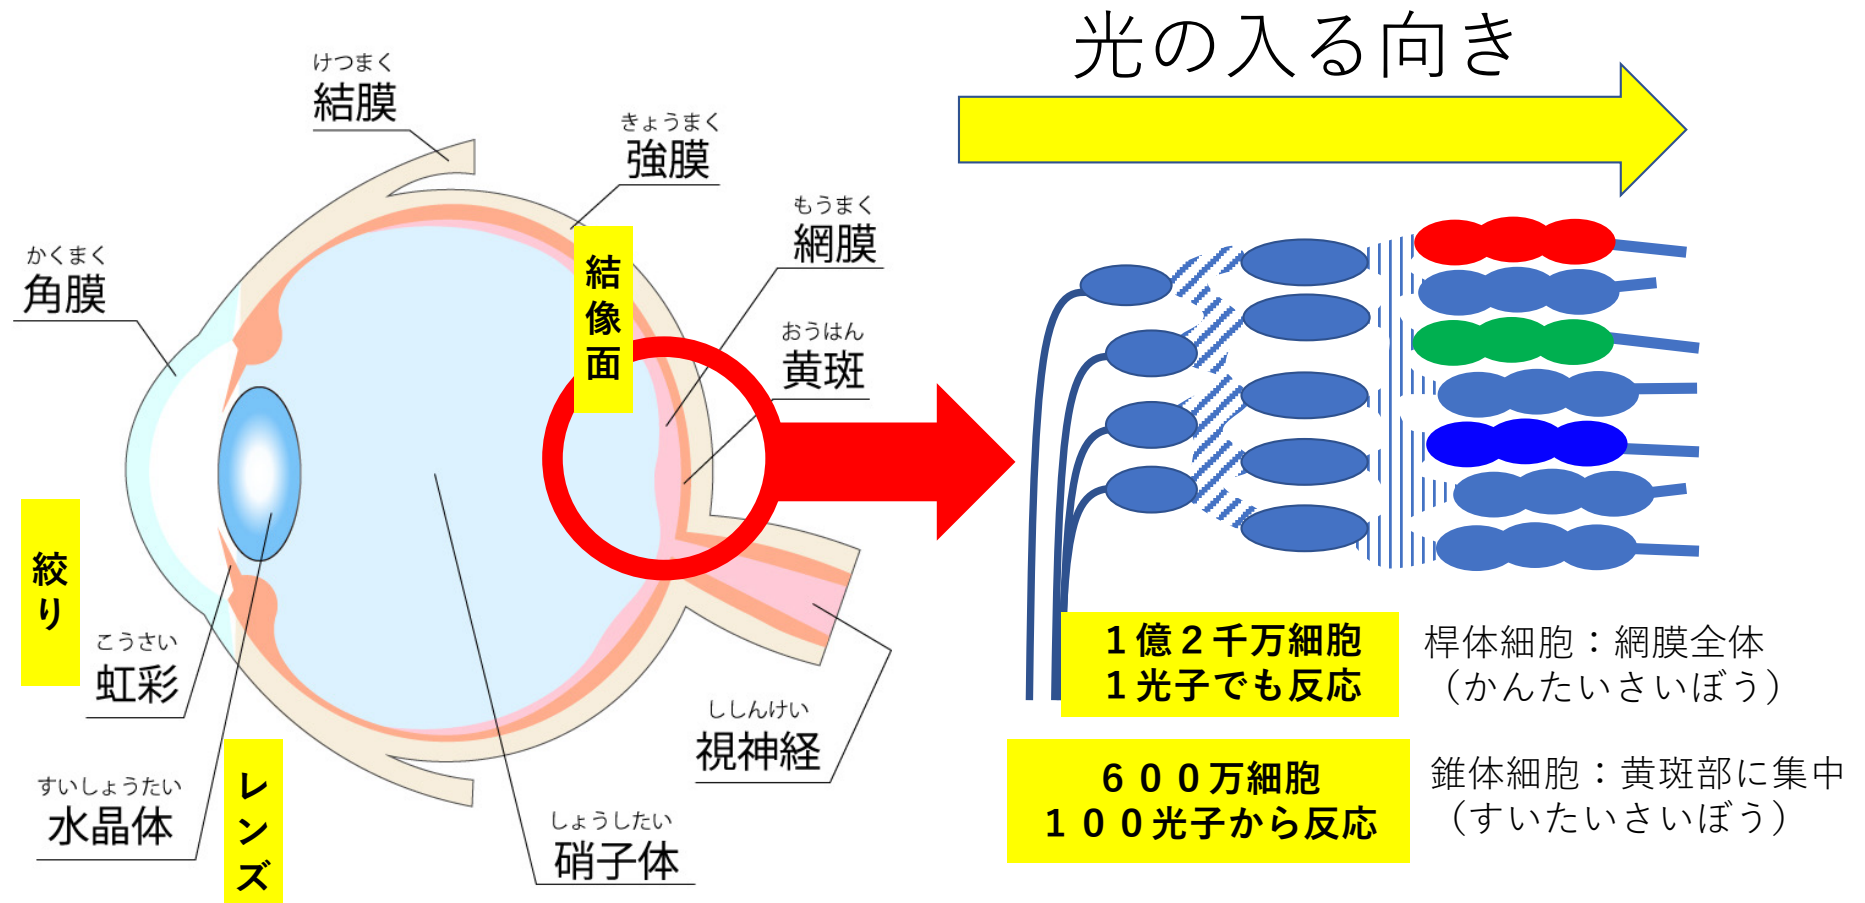 光の入る向き
けつまく
結膜
きょうまく
強膜
もうまく
網膜
おうはん
黄斑
かくまく
角膜
結像面
絞り
こうさい
虹彩
すいしょうたい
水晶体
レンズ
しょうしたい
硝子体
ししんけい
視神経
１億２千万細胞
１光子でも反応
桿体細胞：網膜全体
（かんたいさいぼう）
６００万細胞
１００光子から反応
錐体細胞：黄斑部に集中
（すいたいさいぼう）